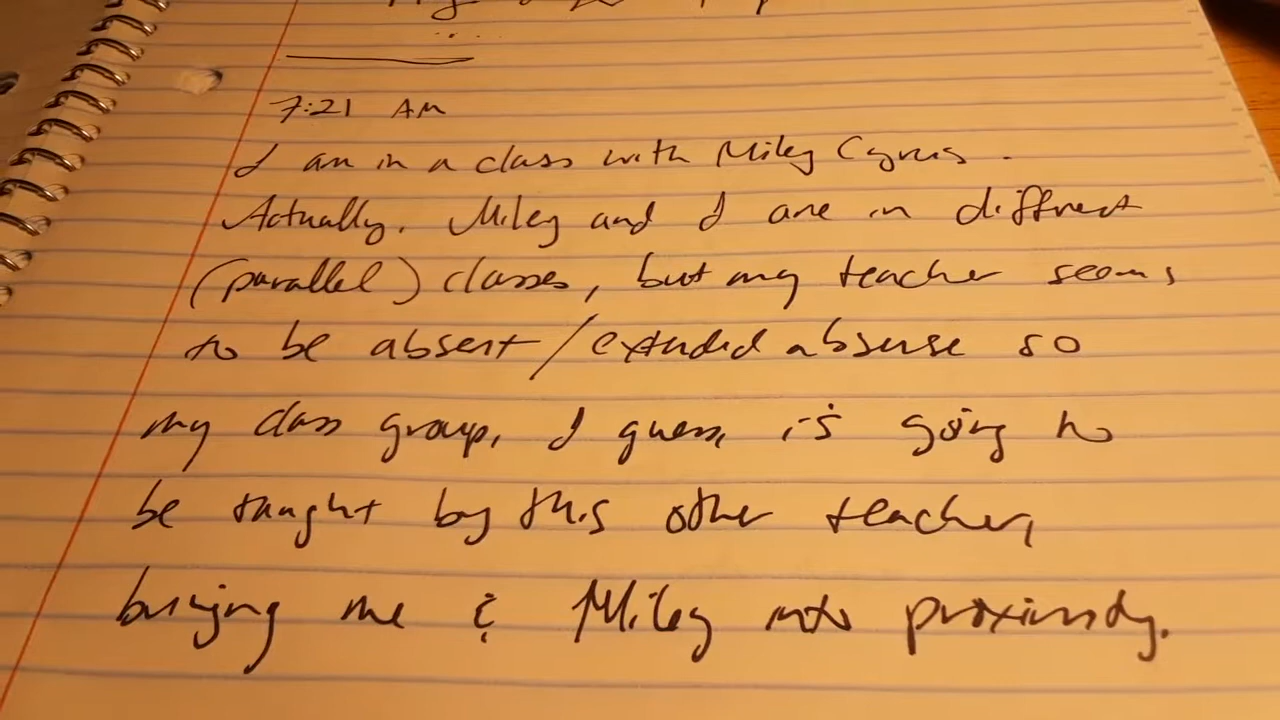 7:21 AM
I am in a class with Miley Cyrus.
Actually, Miley and I are in different
(parallel) classes, but my teacher seems
to be absent/extended absense so
my class group, I guess, is going to
be taught by this other teacher,
bringing me & Miley into proximity.